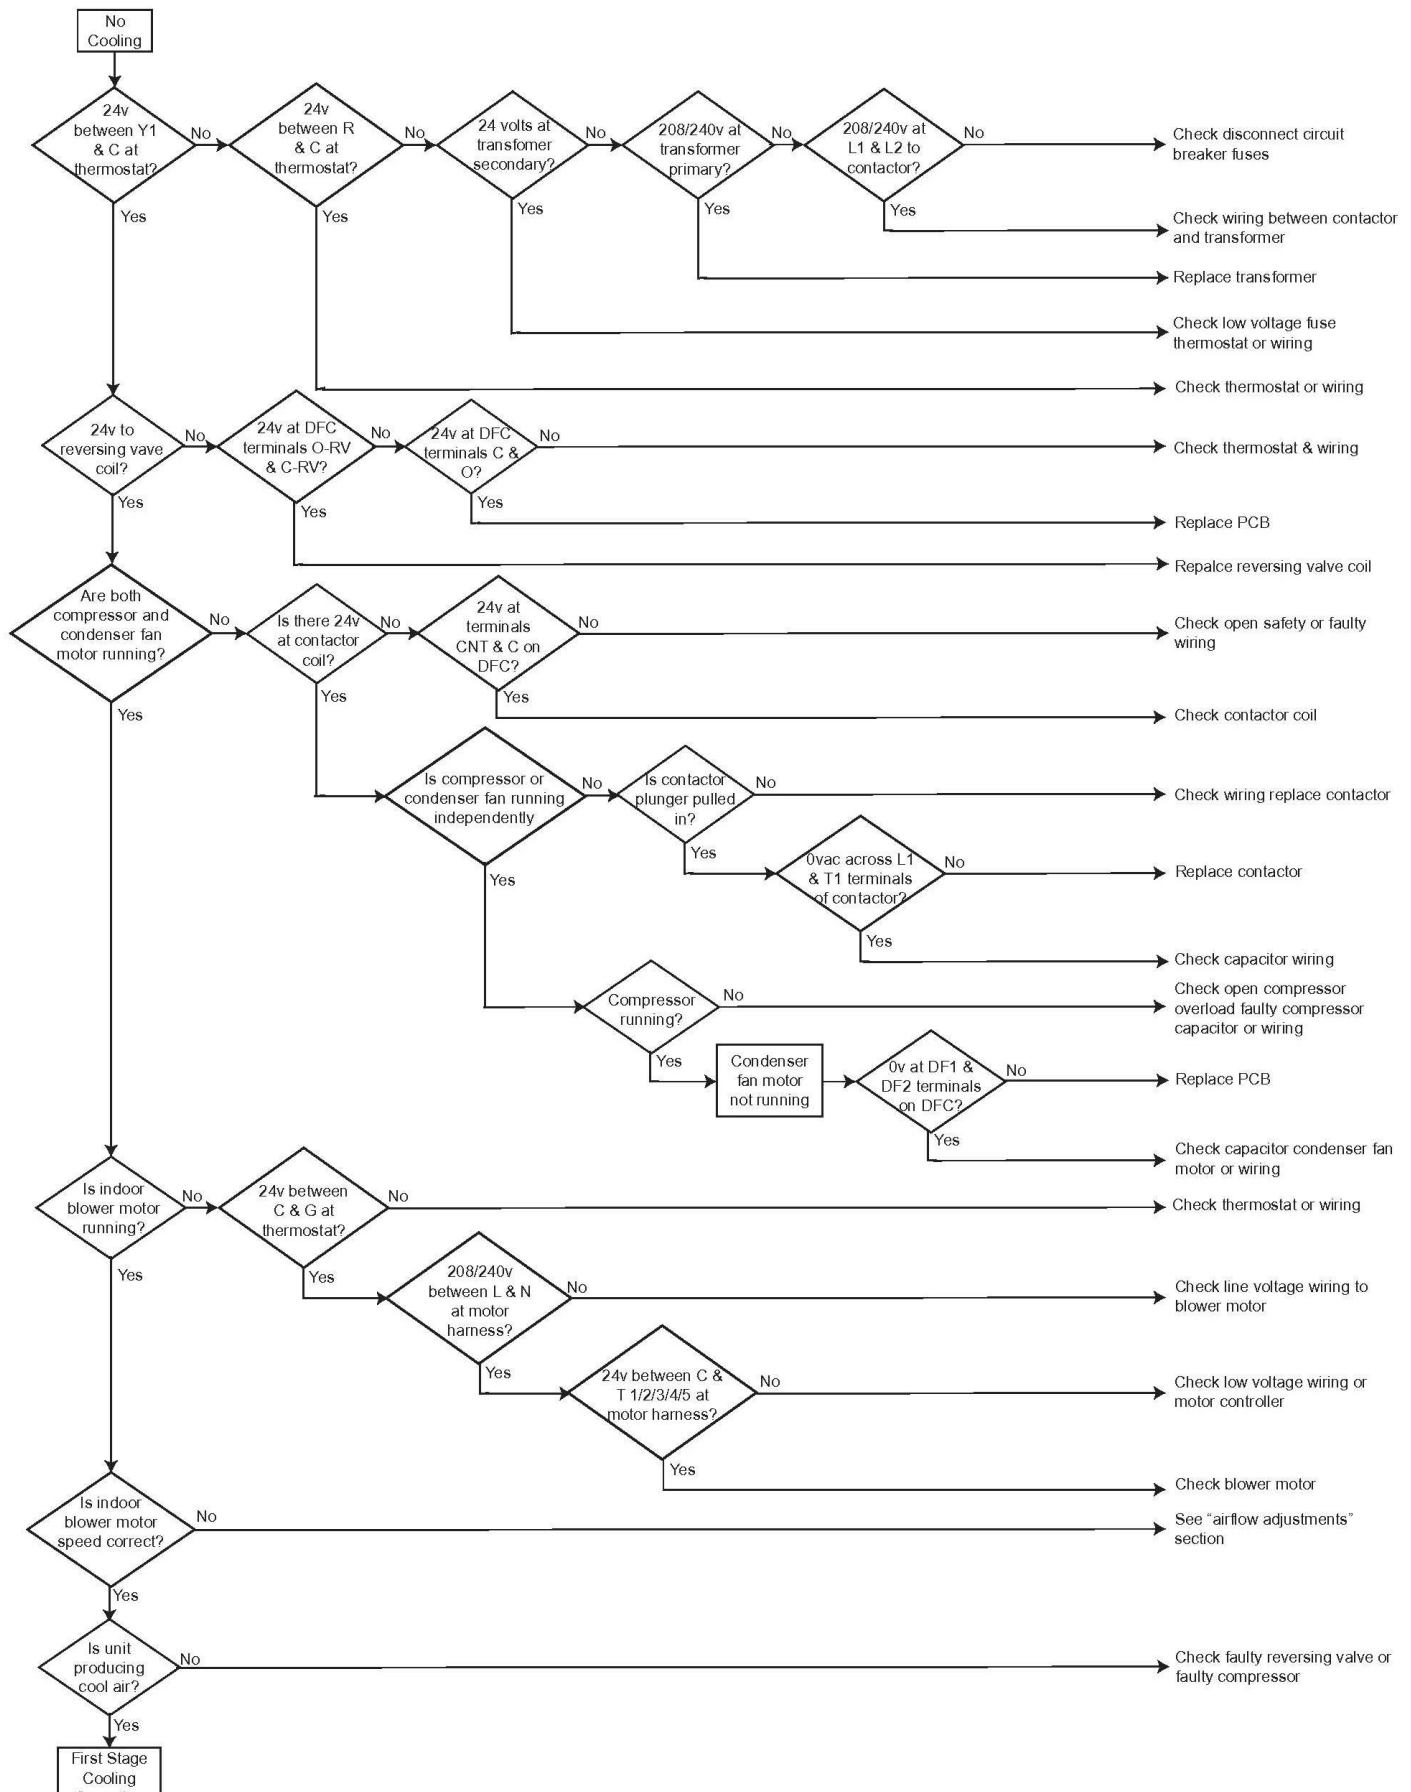 No
Cooling
24v
between Y1
& C at
thermostat?
No
24v
between R
& C at
thermostat?
No
24 volts at
transfomer
secondary?
No
208/240v at
transformer
primary?
No
208/240v at
L1 & L2 to
contactor?
No
Check disconnect circuit
breaker fuses
Yes
Yes
Yes
Yes
Yes
Check wiring between contactor
and transformer
Replace transformer
Check low voltage fuse
thermostat or wiring
Check thermostat or wiring
24v to
reversing vave
coil?
No
24v at DFC
terminals O-RV
& C-RV?
No
24v at DFC
terminals C &
O?
No
Check thermostat & wiring
Yes
Yes
Yes
Replace PCB
Repalce reversing valve coil
Are both
compressor and
condenser fan
motor running?
No
Is there 24v
at contactor
coil?
No
24v at
terminals
CNT & C on
DFC?
No
Check open safety or faulty
wiring
Yes
Yes
Yes
Check contactor coil
Is compressor or
condenser fan running
independently
No
Is contactor
plunger pulled
in?
No
Check wiring replace contactor
Yes
Yes
0vac across L1
& T1 terminals
of contactor?
No
Replace contactor
Yes
Check capacitor wiring
Compressor
running?
No
Check open compressor
overload faulty compressor
capacitor or wiring
Yes
Condenser
fan motor
not running
0v at DF1 &
DF2 terminals
on DFC?
No
Replace PCB
Yes
Check capacitor condenser fan
motor or wiring
Is indoor
blower motor
running?
No
24v between
C & G at
thermostat?
No
Check thermostat or wiring
Yes
Yes
208/240v
between L & N
at motor
harness?
No
Check line voltage wiring to
blower motor
Yes
24v between C &
T 1/2/3/4/5 at
motor harness?
No
Check low voltage wiring or
motor controller
Yes
Check blower motor
Is indoor
blower motor
speed correct?
No
See “airflow adjustments”
section
Yes
Is unit
producing
cool air?
No
Check faulty reversing valve or
faulty compressor
Yes
First Stage
Cooling